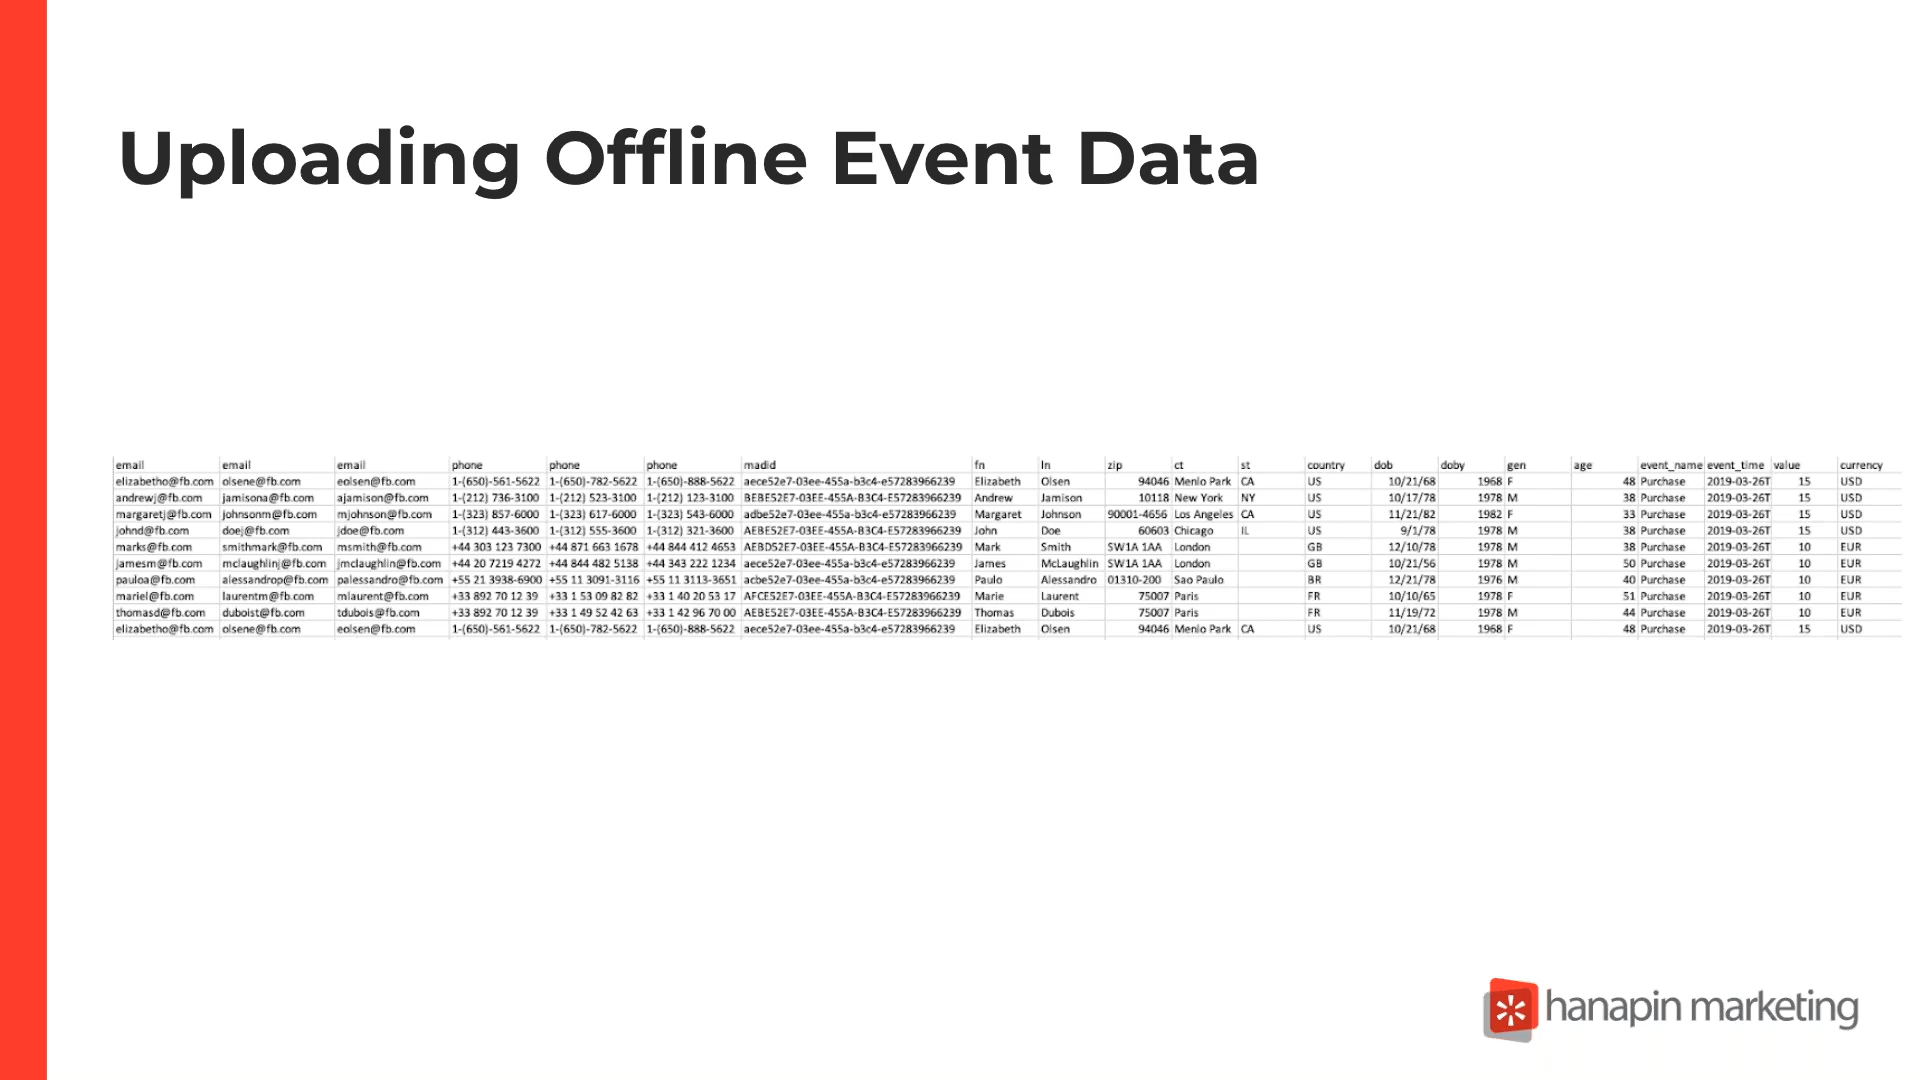 Uploading Offline Event Data
email email email phone phone phone madid fn ln zip ct st country dob doby gen age event_name event_time value currency
elizabetho@fb.com olsene@fb.com eolsen@fb.com 1-(650)-561-5622 1-(650)-782-5622 1-(650)-888-5622 aece52e7-03ee-455a-b3c4-e57283966239 Elizabeth Olsen 94046 Menlo Park CA US 10/21/68 1968 F 48 Purchase 2019-03-26T 15 USD
andrewj@fb.com jamisona@fb.com ajamison@fb.com 1-(212) 736-3100 1-(212) 523-3100 1-(212) 123-3100 BEBE52E7-03EE-455A-B3C4-E57283966239 Andrew Jamison 10118 New York NY US 10/17/78 1978 M 38 Purchase 2019-03-26T 15 USD
margaretj@fb.com johnsonm@fb.com mjohnson@fb.com 1-(323) 857-6000 1-(323) 617-6000 1-(323) 543-6000 adbe52e7-03ee-455a-b3c4-e57283966239 Margaret Johnson 90001-4656 Los Angeles CA US 11/21/82 1982 F 33 Purchase 2019-03-26T 15 USD
johnd@fb.com doej@fb.com jdoe@fb.com 1-(312) 443-3600 1-(312) 555-3600 1-(312) 321-3600 AEBE52E7-03EE-455A-B3C4-E57283966239 John Doe 60603 Chicago IL US 9/1/78 1978 M 38 Purchase 2019-03-26T 15 USD
marks@fb.com smithmark@fb.com msmith@fb.com +44 303 123 7300 +44 871 663 1678 +44 844 412 4653 AEBD52E7-03EE-455A-B3C4-E57283966239 Mark Smith SW1A 1AA London GB 12/10/78 1978 M 38 Purchase 2019-03-26T 10 EUR
jamesm@fb.com mclaughlinj@fb.com jmclaughlin@fb.com +44 20 7219 4272 +44 844 482 5138 +44 343 222 1234 aece52e7-03ee-455a-b3c4-e57283966239 James McLaughlin SW1A 1AA London GB 10/21/56 1978 M 50 Purchase 2019-03-26T 10 EUR
pauloa@fb.com alessandrop@fb.com palessandro@fb.com +55 21 3938-6900 +55 11 3091-3116 +55 11 3113-3651 acbe52e7-03ee-455a-b3c4-e57283966239 Paulo Alessandro 01310-200 Sao Paulo BR 12/21/78 1976 M 40 Purchase 2019-03-26T 10 EUR
mariel@fb.com laurentm@fb.com mlaurent@fb.com +33 892 70 12 39 +33 1 53 09 82 82 +33 1 40 20 53 17 AFCE52E7-03EE-455A-B3C4-E57283966239 Marie Laurent 75007 Paris FR 10/10/65 1978 F 51 Purchase 2019-03-26T 10 EUR
thomasd@fb.com duboist@fb.com tdubois@fb.com +33 892 70 12 39 +33 1 49 52 42 63 +33 1 42 96 70 00 AEBE52E7-03EE-455A-B3C4-E57283966239 Thomas Dubois 75007 Paris FR 11/19/72 1978 M 44 Purchase 2019-03-26T 10 EUR
elizabetho@fb.com olsene@fb.com eolsen@fb.com 1-(650)-561-5622 1-(650)-782-5622 1-(650)-888-5622 aece52e7-03ee-455a-b3c4-e57283966239 Elizabeth Olsen 94046 Menlo Park CA US 10/21/68 1968 F 48 Purchase 2019-03-26T 15 USD
hanapin marketing